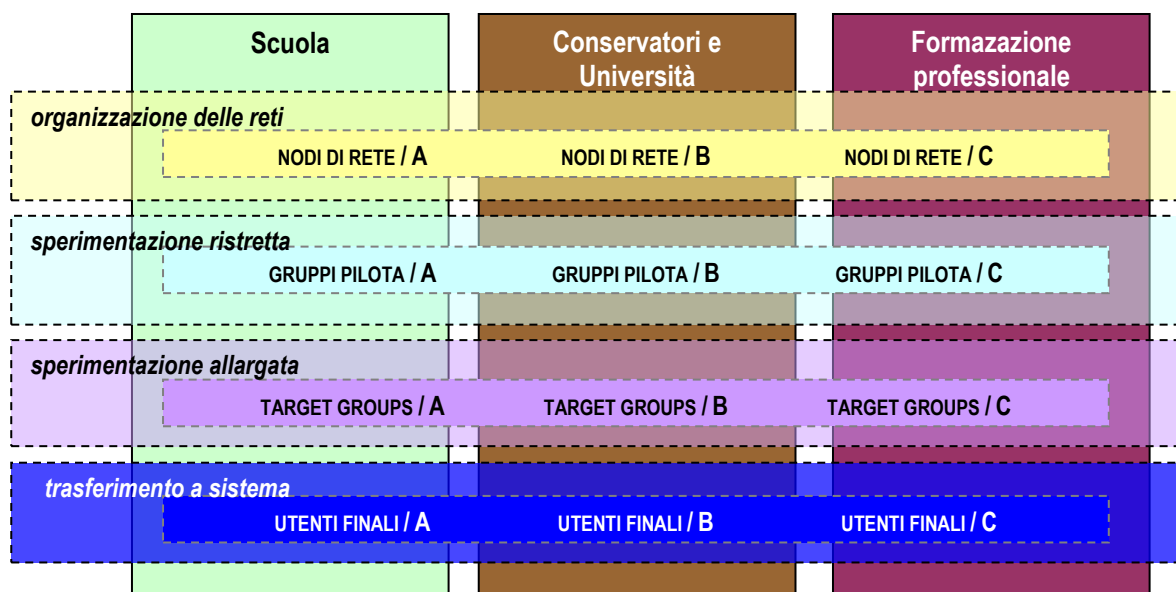 Scuola
Conservatori e
Università
Formazazione
professionale
organizzazione delle reti
NODI DI RETE / A NODI DI RETE / B NODI DI RETE / C
sperimentazione ristretta
GRUPPI PILOTA / A GRUPPI PILOTA / B GRUPPI PILOTA / C
sperimentazione allargata
TARGET GROUPS / A TARGET GROUPS / B TARGET GROUPS / C
trasferimento a sistema
UTENTI FINALI / A UTENTI FINALI / B UTENTI FINALI / C